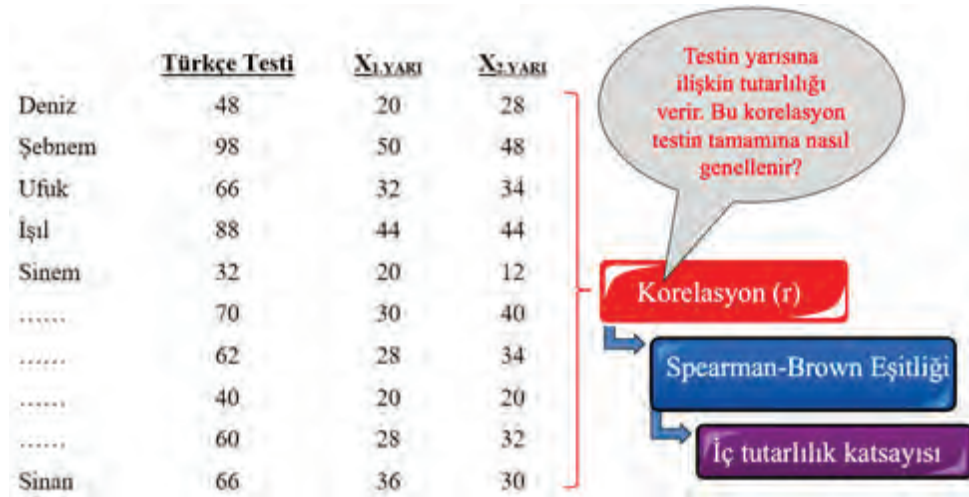 Türkçe Testi X1.YARI X2.YARI
Deniz 48 20 28
Şebnem 98 50 48
Ufuk 66 32 34
Işıl 88 44 44
Sinem 32 20 12
...... 70 30 40
...... 62 28 34
...... 40 20 20
...... 60 28 32
Sinan 66 36 30
Testin yarısına
ilişkin tutarlılığı
verir. Bu korelasyon
testin tamamına nasıl
genellenir?
Korelasyon (r)
Spearman-Brown Eşitliği
İç tutarlılık katsayısı